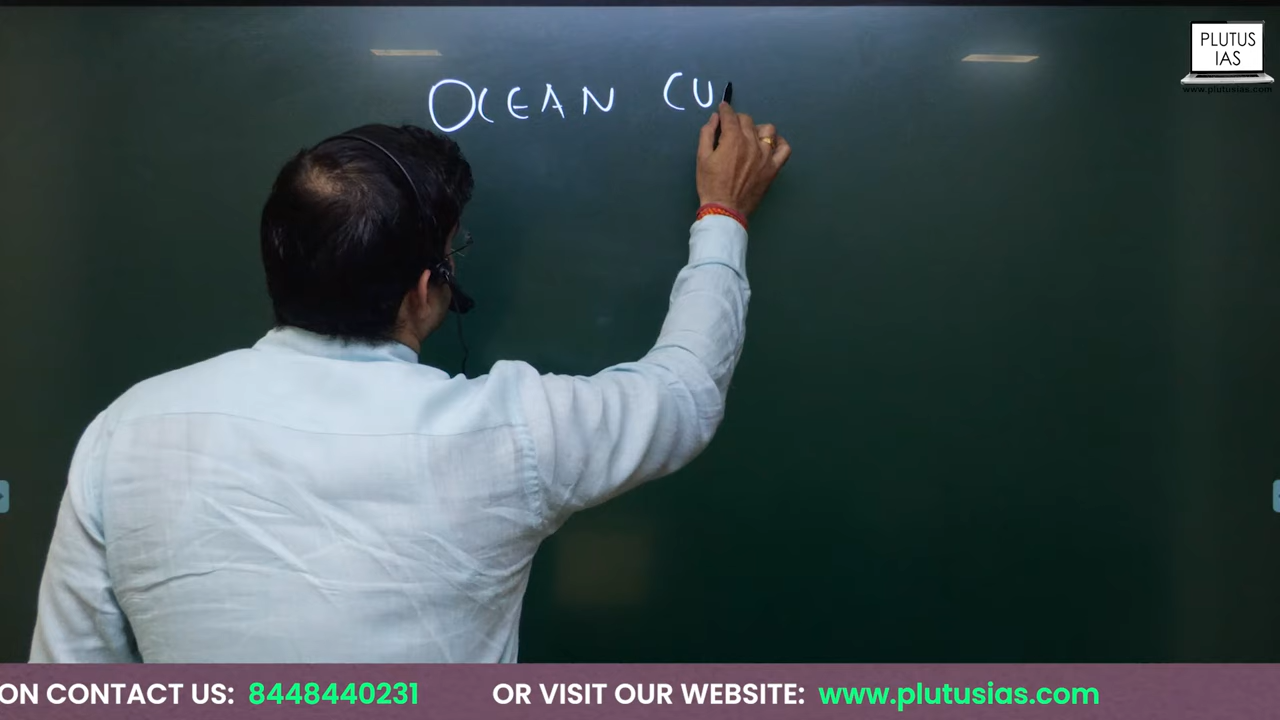 PLUTUS
IAS
www.plutusias.com
OCEAN CU
ON CONTACT US: 8448440231 OR VISIT OUR WEBSITE: www.plutusias.com